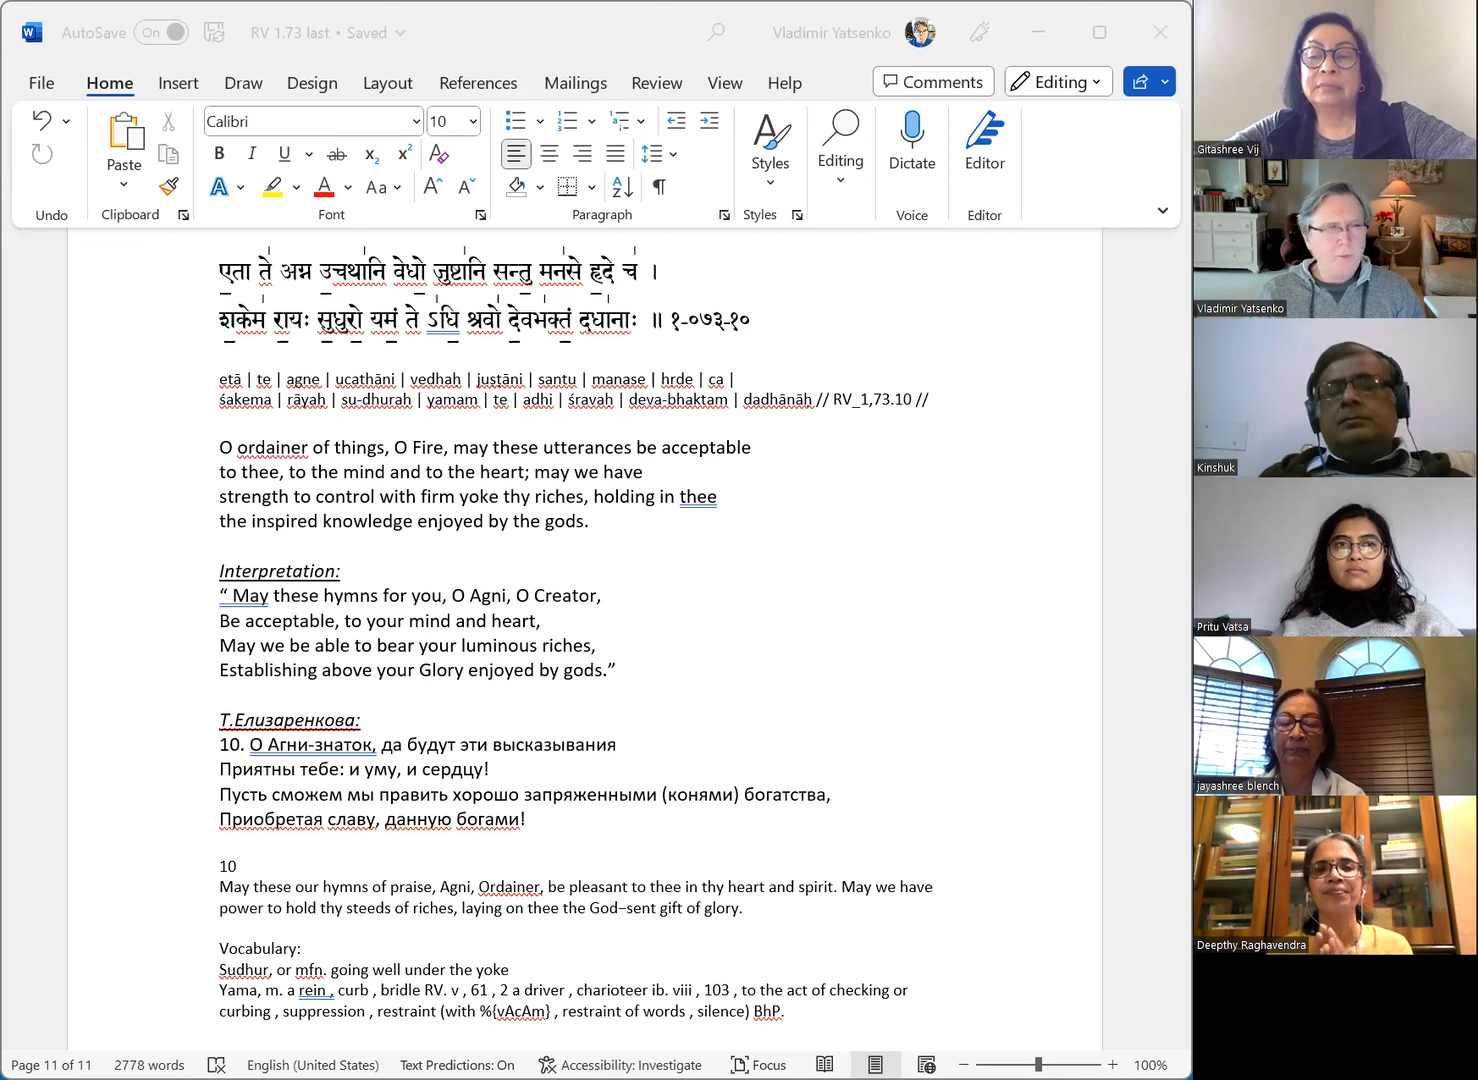 AutoSave On RV 1.73 last • Saved Vladimir Yatsenko
File Home Insert Draw Design Layout References Mailings Review View Help Comments Editing
Calibri 10
Paste Styles Editing Dictate Editor
Undo Clipboard Font Paragraph Styles Voice Editor
ए॒ता ते॑ अग्न उ॒चथा॑नि वेधो॒ जुष्टा॑नि सन्तु॒ मन॑से हृ॒दे च॑ ।
श॒केम॑ रा॒यः सु॒धुरो॒ यमं॒ ते ऽधि॒ श्रवो॑ दे॒वभ॑क्तं॒ दधा॑नाः ॥ १-०७३-१०
etā | te | agne | ucathāni | vedhah | juṣtāni | santu | manase | hrde | ca |
śakema | rāyah | su-dhurah | yamam | te | adhi | śravah | deva-bhaktam | dadhānāh // RV_1,73.10 //
O ordainer of things, O Fire, may these utterances be acceptable
to thee, to the mind and to the heart; may we have
strength to control with firm yoke thy riches, holding in thee
the inspired knowledge enjoyed by the gods.
Interpretation:
“ May these hymns for you, O Agni, O Creator,
Be acceptable, to your mind and heart,
May we be able to bear your luminous riches,
Establishing above your Glory enjoyed by gods.”
Т.Елизаренкова:
10. О Агни-знаток, да будут эти высказывания
Приятны тебе: и уму, и сердцу!
Пусть сможем мы править хорошо запряженными (конями) богатства,
Приобретая славу, данную богами!
10
May these our hymns of praise, Agni, Ordainer, be pleasant to thee in thy heart and spirit. May we have
power to hold thy steeds of riches, laying on thee the God–sent gift of glory.
Vocabulary:
Sudhur, or mfn. going well under the yoke
Yama, m. a rein , curb , bridle RV. v , 61 , 2 a driver , charioteer ib. viii , 103 , to the act of checking or
curbing , suppression , restraint (with %{vAcAm} , restraint of words , silence) BhP.
Page 11 of 11 2778 words English (United States) Text Predictions: On Accessibility: Investigate Focus 100%
Gitashree Vij
Vladimir Yatsenko
Kinshuk
Pritu Vatsa
jayashree blench
Deepthy Raghavendra